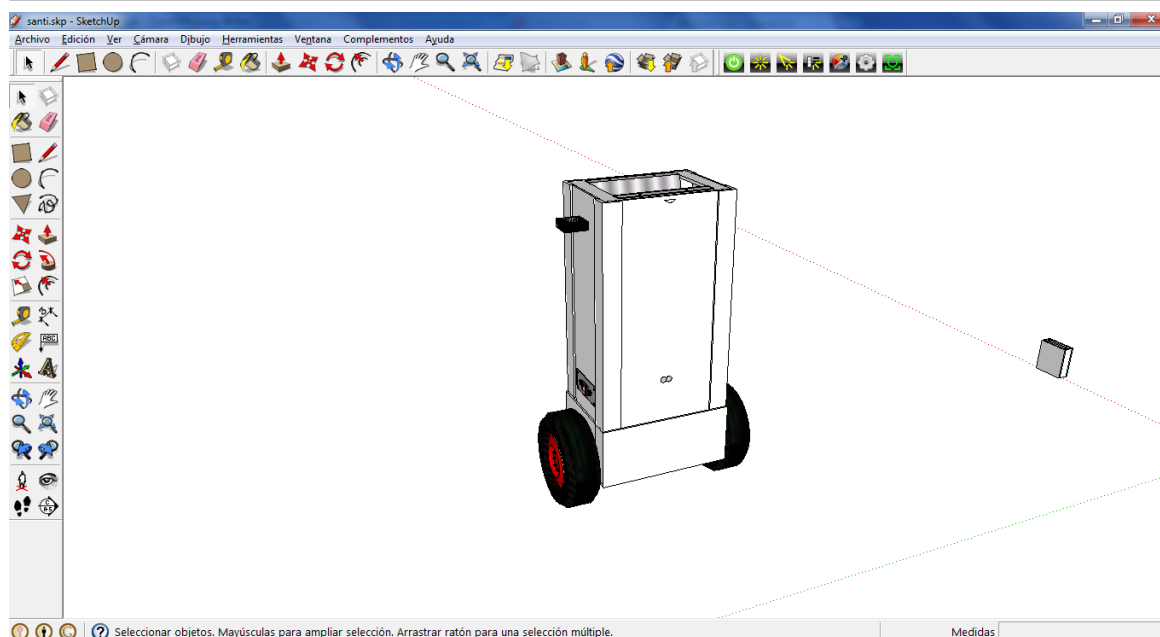 santi.skp - SketchUp
Archivo Edición Ver Cámara Dibujo Herramientas Ventana Complementos Ayuda
ABC
Seleccionar objetos. Mayúsculas para ampliar selección. Arrastrar ratón para una selección múltiple.
Medidas